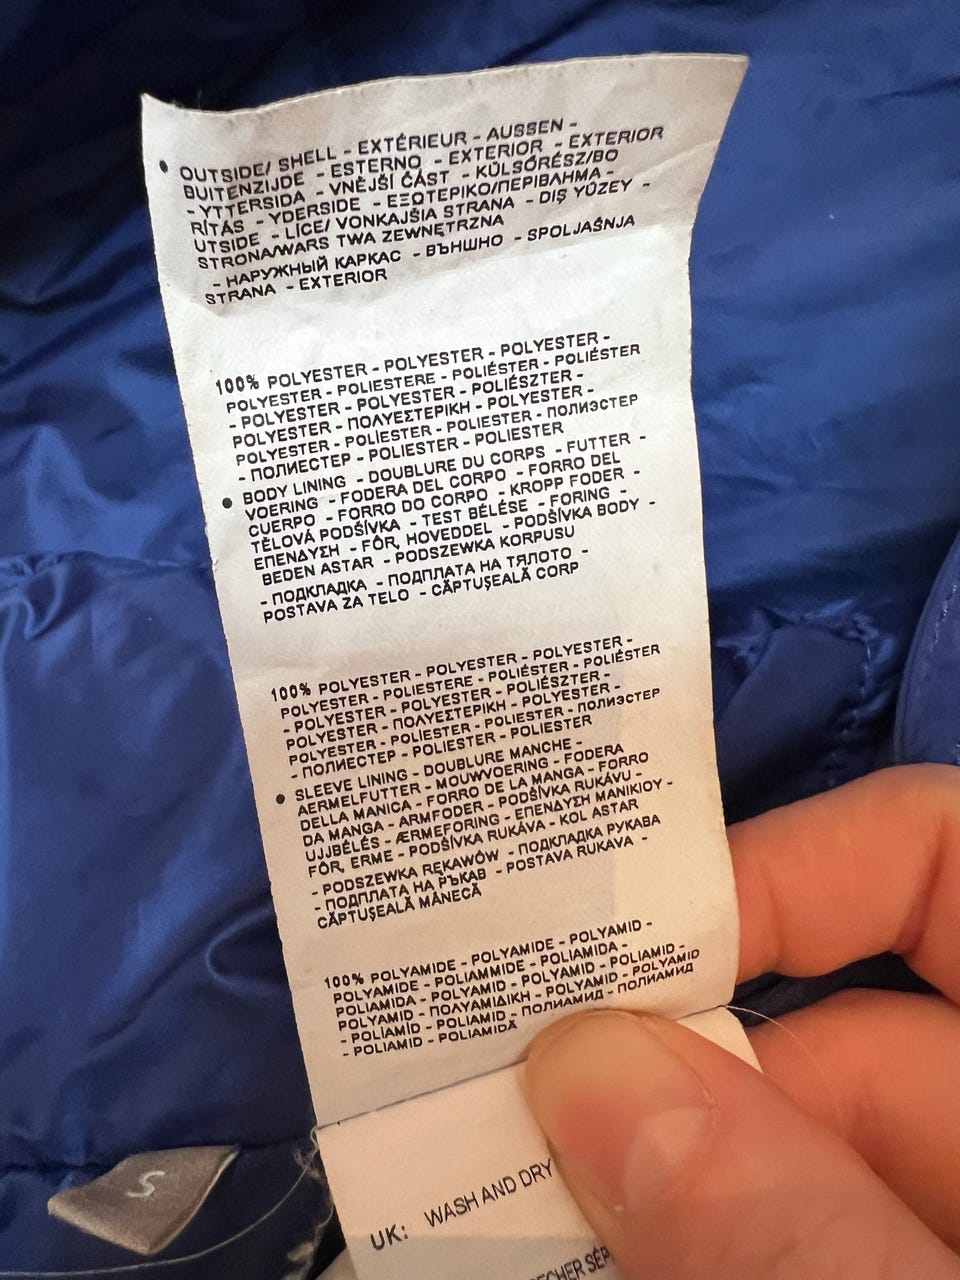 OUTSIDE/ SHELL - EXTÉRIEUR - AUSSEN -
BUITENZIJDE - ESTERNO - EXTERIOR - EXTERIOR
- YTTERSIDA - VNĚJŠÍ ČÁST - KÜLSŐRÉSZ/BO
RÍTÁS - YDERSIDE - ΕΞΩΤΕΡΙΚΟ/ΠΕΡΙΒΛΗΜΑ -
UTSIDE - LÍCE/ VONKAJŠIA STRANA - DIŞ YÜZEY -
STRONA/WARS TWA ZEWNĘTRZNA
- НАРУЖНЫЙ КАРКАС - ВЪНШНО - SPOLJAŠNJA
STRANA - EXTERIOR
100% POLYESTER - POLYESTER - POLYESTER -
POLYESTER - POLIESTERE - POLIÉSTER - POLIÉSTER
- POLYESTER - POLYESTER - POLIÉSZTER -
POLYESTER - ΠΟΛΥΕΣΤΕΡΙΚΗ - POLYESTER -
POLYESTER - POLİESTER - POLIESTER - ПОЛИЭСТЕР
- ПОЛИЕСТЕР - POLIESTER - POLIESTER
BODY LINING - DOUBLURE DU CORPS - FUTTER -
VOERING - FODERA DEL CORPO - FORRO DEL
CUERPO - FORRO DO CORPO - KROPP FODER -
TĚLOVÁ PODŠÍVKA - TEST BÉLÉSE - FORING -
ΕΠΕΝΔΥΣΗ - FÔR, HOVEDDEL - PODŠÍVKA BODY -
BEDEN ASTAR - PODSZEWKA KORPUSU
- ПОДКЛАДКА - ПОДПЛАТА НА ТЯЛОТО -
POSTAVA ZA TELO - CĂPTUŞEALĂ CORP
100% POLYESTER - POLYESTER - POLYESTER -
POLYESTER - POLIESTERE - POLIÉSTER - POLIÉSTER
- POLYESTER - POLYESTER - POLIÉSZTER -
POLYESTER - ΠΟΛΥΕΣΤΕΡΙΚΗ - POLYESTER -
POLYESTER - POLİESTER - POLIESTER - ПОЛИЭСТЕР
- ПОЛИЕСТЕР - POLIESTER - POLIESTER
SLEEVE LINING - DOUBLURE MANCHE -
AERMELFUTTER - MOUWVOERING - FODERA
DELLA MANICA - FORRO DE LA MANGA - FORRO
DA MANGA - ARMFODER - PODŠÍVKA RUKÁVU -
UJJBÉLÉS - ÆRMEFORING - ΕΠΕΝΔΥΣΗ ΜΑΝΙΚΙΟΥ -
FÔR, ERME - PODŠÍVKA RUKÁVA - KOL ASTAR
- PODSZEWKA RĘKAWÓW - ПОДКЛАДКА РУКАВА
- ПОДПЛАТА НА РЪКАВ - POSTAVA RUKAVA -
CĂPTUŞEALĂ MÂNECĂ
100% POLYAMIDE - POLYAMIDE - POLYAMID -
POLYAMIDE - POLIAMMIDE - POLIAMIDA -
POLIAMIDA - POLYAMID - POLYAMID - POLIAMID -
POLYAMID - ΠΟΛΥΑΜΙΔΙΚΗ - POLYAMID - POLYAMID
- POLİAMİD - POLIAMID - ПОЛИАМИД - ПОЛИАМИД
- POLIAMID - POLIAMIDĂ
UK: WASH AND DRY
S